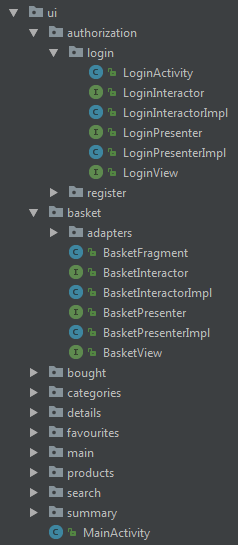 ui
authorization
login
LoginActivity
LoginInteractor
LoginInteractorImpl
LoginPresenter
LoginPresenterImpl
LoginView
register
basket
adapters
BasketFragment
BasketInteractor
BasketInteractorImpl
BasketPresenter
BasketPresenterImpl
BasketView
bought
categories
details
favourites
main
products
search
summary
MainActivity